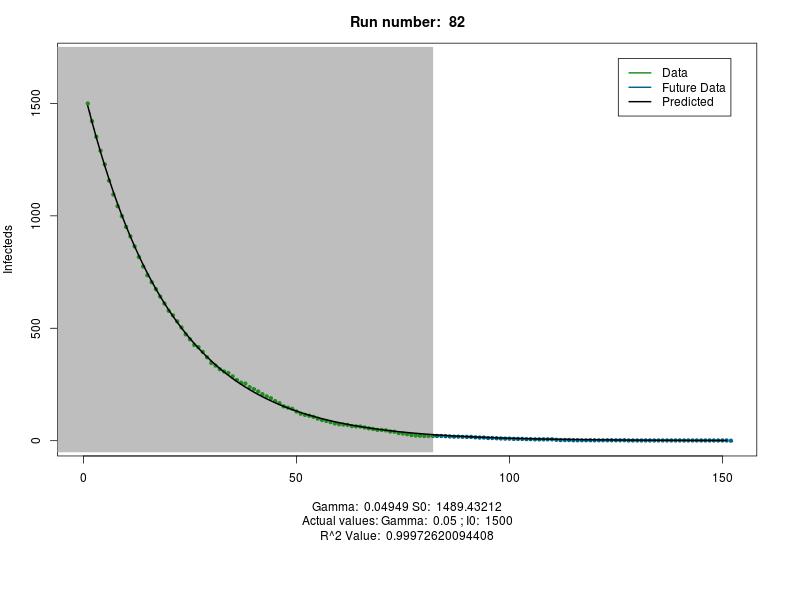 Run number:  82
Data
Future Data
Predicted
Infecteds
1500
1000
500
0
0
50
100
150
Gamma:  0.04949 S0:  1489.43212
Actual values: Gamma:  0.05 ; I0:  1500
R^2 Value:  0.99972620094408